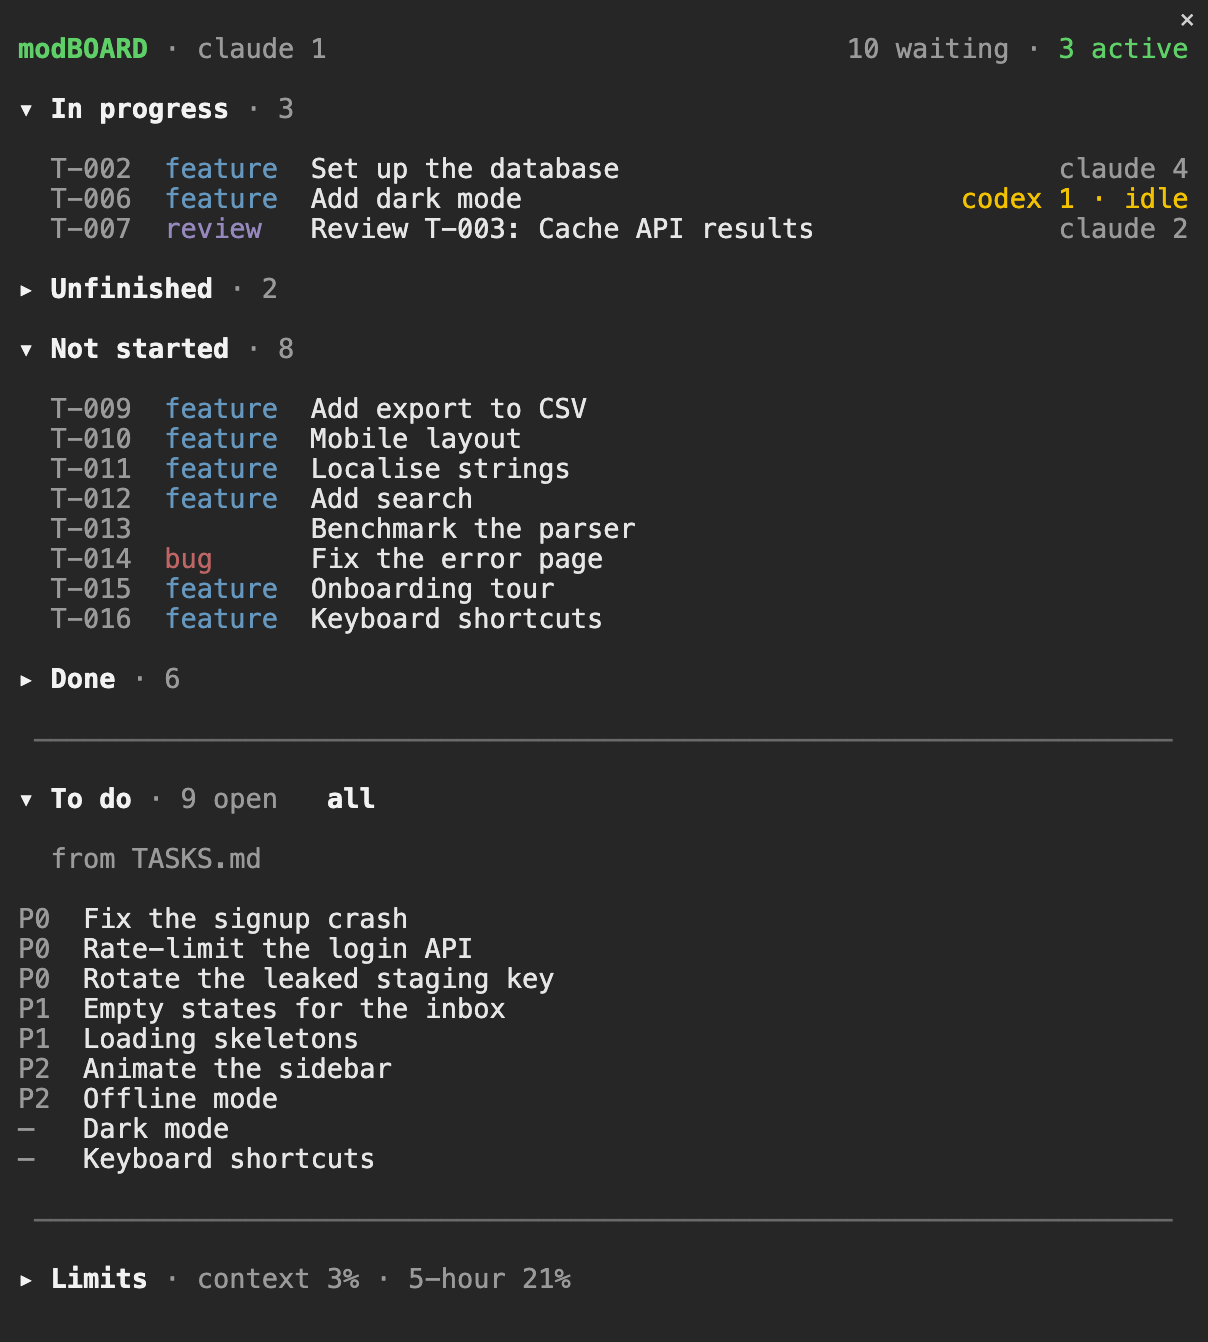 ×
modBOARD · claude 1 10 waiting · 3 active
▼ In progress · 3
T-002 feature Set up the database claude 4
T-006 feature Add dark mode codex 1 · idle
T-007 review Review T-003: Cache API results claude 2
▶ Unfinished · 2
▼ Not started · 8
T-009 feature Add export to CSV
T-010 feature Mobile layout
T-011 feature Localise strings
T-012 feature Add search
T-013 Benchmark the parser
T-014 bug Fix the error page
T-015 feature Onboarding tour
T-016 feature Keyboard shortcuts
▶ Done · 6
▼ To do · 9 open all
from TASKS.md
P0 Fix the signup crash
P0 Rate-limit the login API
P0 Rotate the leaked staging key
P1 Empty states for the inbox
P1 Loading skeletons
P2 Animate the sidebar
P2 Offline mode
– Dark mode
– Keyboard shortcuts
▶ Limits · context 3% · 5-hour 21%